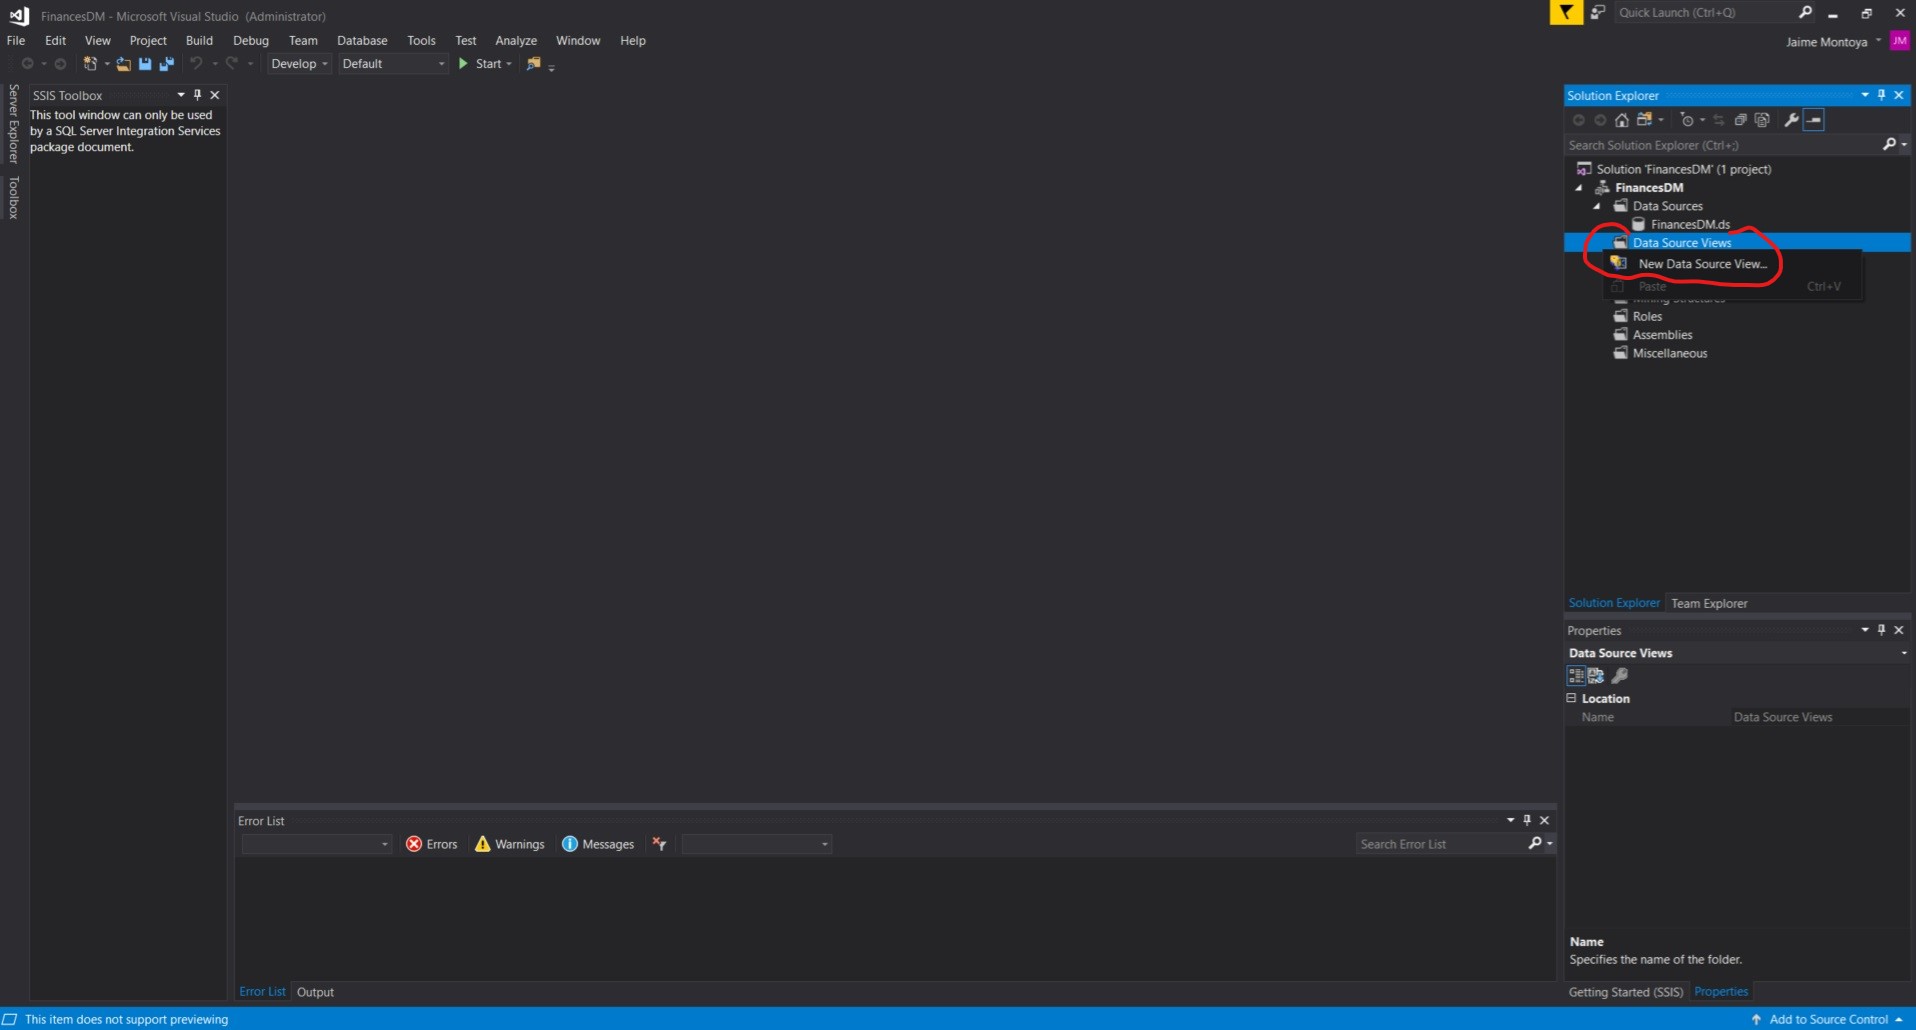 FinancesDM - Microsoft Visual Studio (Administrator)
Quick Launch (Ctrl+Q)
File Edit View Project Build Debug Team Database Tools Test Analyze Window Help
Jaime Montoya JM
Develop Default Start
Server Explorer
Toolbox
SSIS Toolbox
This tool window can only be used
by a SQL Server Integration Services
package document.
Solution Explorer
Search Solution Explorer (Ctrl+;)
Solution 'FinancesDM' (1 project)
FinancesDM
Data Sources
FinancesDM.ds
Data Source Views
New Data Source View...
Paste Ctrl+V
Mining Structures
Roles
Assemblies
Miscellaneous
Solution Explorer Team Explorer
Properties
Data Source Views
Location
Name Data Source Views
Name
Specifies the name of the folder.
Getting Started (SSIS) Properties
Error List
Errors Warnings Messages
Search Error List
Error List Output
This item does not support previewing
Add to Source Control